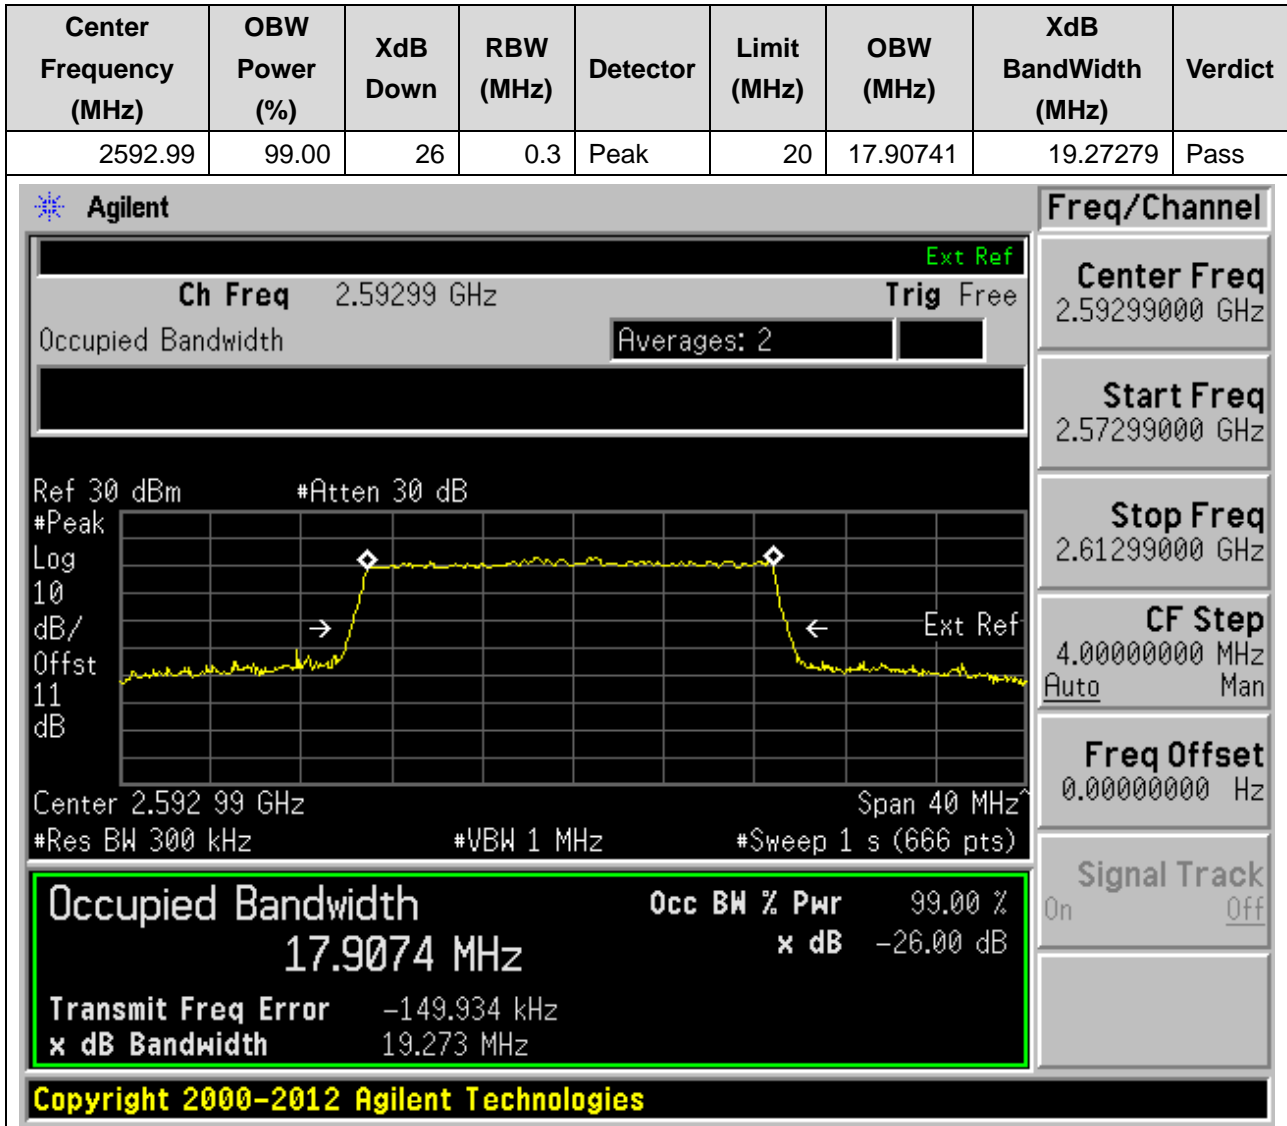 Center Frequency (MHz) OBW Power (%) XdB Down RBW (MHz) Detector Limit (MHz) OBW (MHz) XdB BandWidth (MHz) Verdict
2592.99 99.00 26 0.3 Peak 20 17.90741 19.27279 Pass
Agilent
Freq/Channel
Ext Ref
Ch Freq 2.59299 GHz Trig Free
Occupied Bandwidth Averages: 2
Ref 30 dBm #Atten 30 dB
#Peak
Log
10
dB/
Offst
11
dB
Ext Ref
Center 2.592 99 GHz Span 40 MHz^
#Res BW 300 kHz #VBW 1 MHz #Sweep 1 s (666 pts)
Occupied Bandwidth
17.9074 MHz
Occ BW % Pwr 99.00 %
x dB -26.00 dB
Transmit Freq Error -149.934 kHz
x dB Bandwidth 19.273 MHz
Center Freq
2.59299000 GHz
Start Freq
2.57299000 GHz
Stop Freq
2.61299000 GHz
CF Step
4.00000000 MHz
Auto Man
Freq Offset
0.00000000 Hz
Signal Track
On Off
Copyright 2000-2012 Agilent Technologies